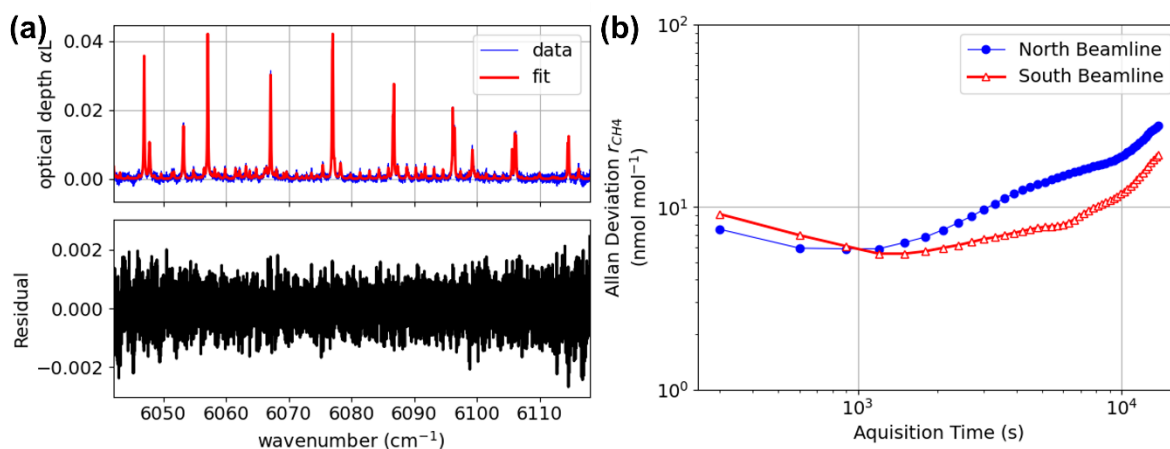 (a)
optical depth αL
0.04
0.02
0.00
data
fit
Residual
0.002
0.000
−0.002
6050 6060 6070 6080 6090 6100 6110
wavenumber (cm⁻¹)
(b)
Allan Deviation r_CH4
(nmol mol⁻¹)
10²
10¹
10⁰
North Beamline
South Beamline
10³ 10⁴
Aquisition Time (s)